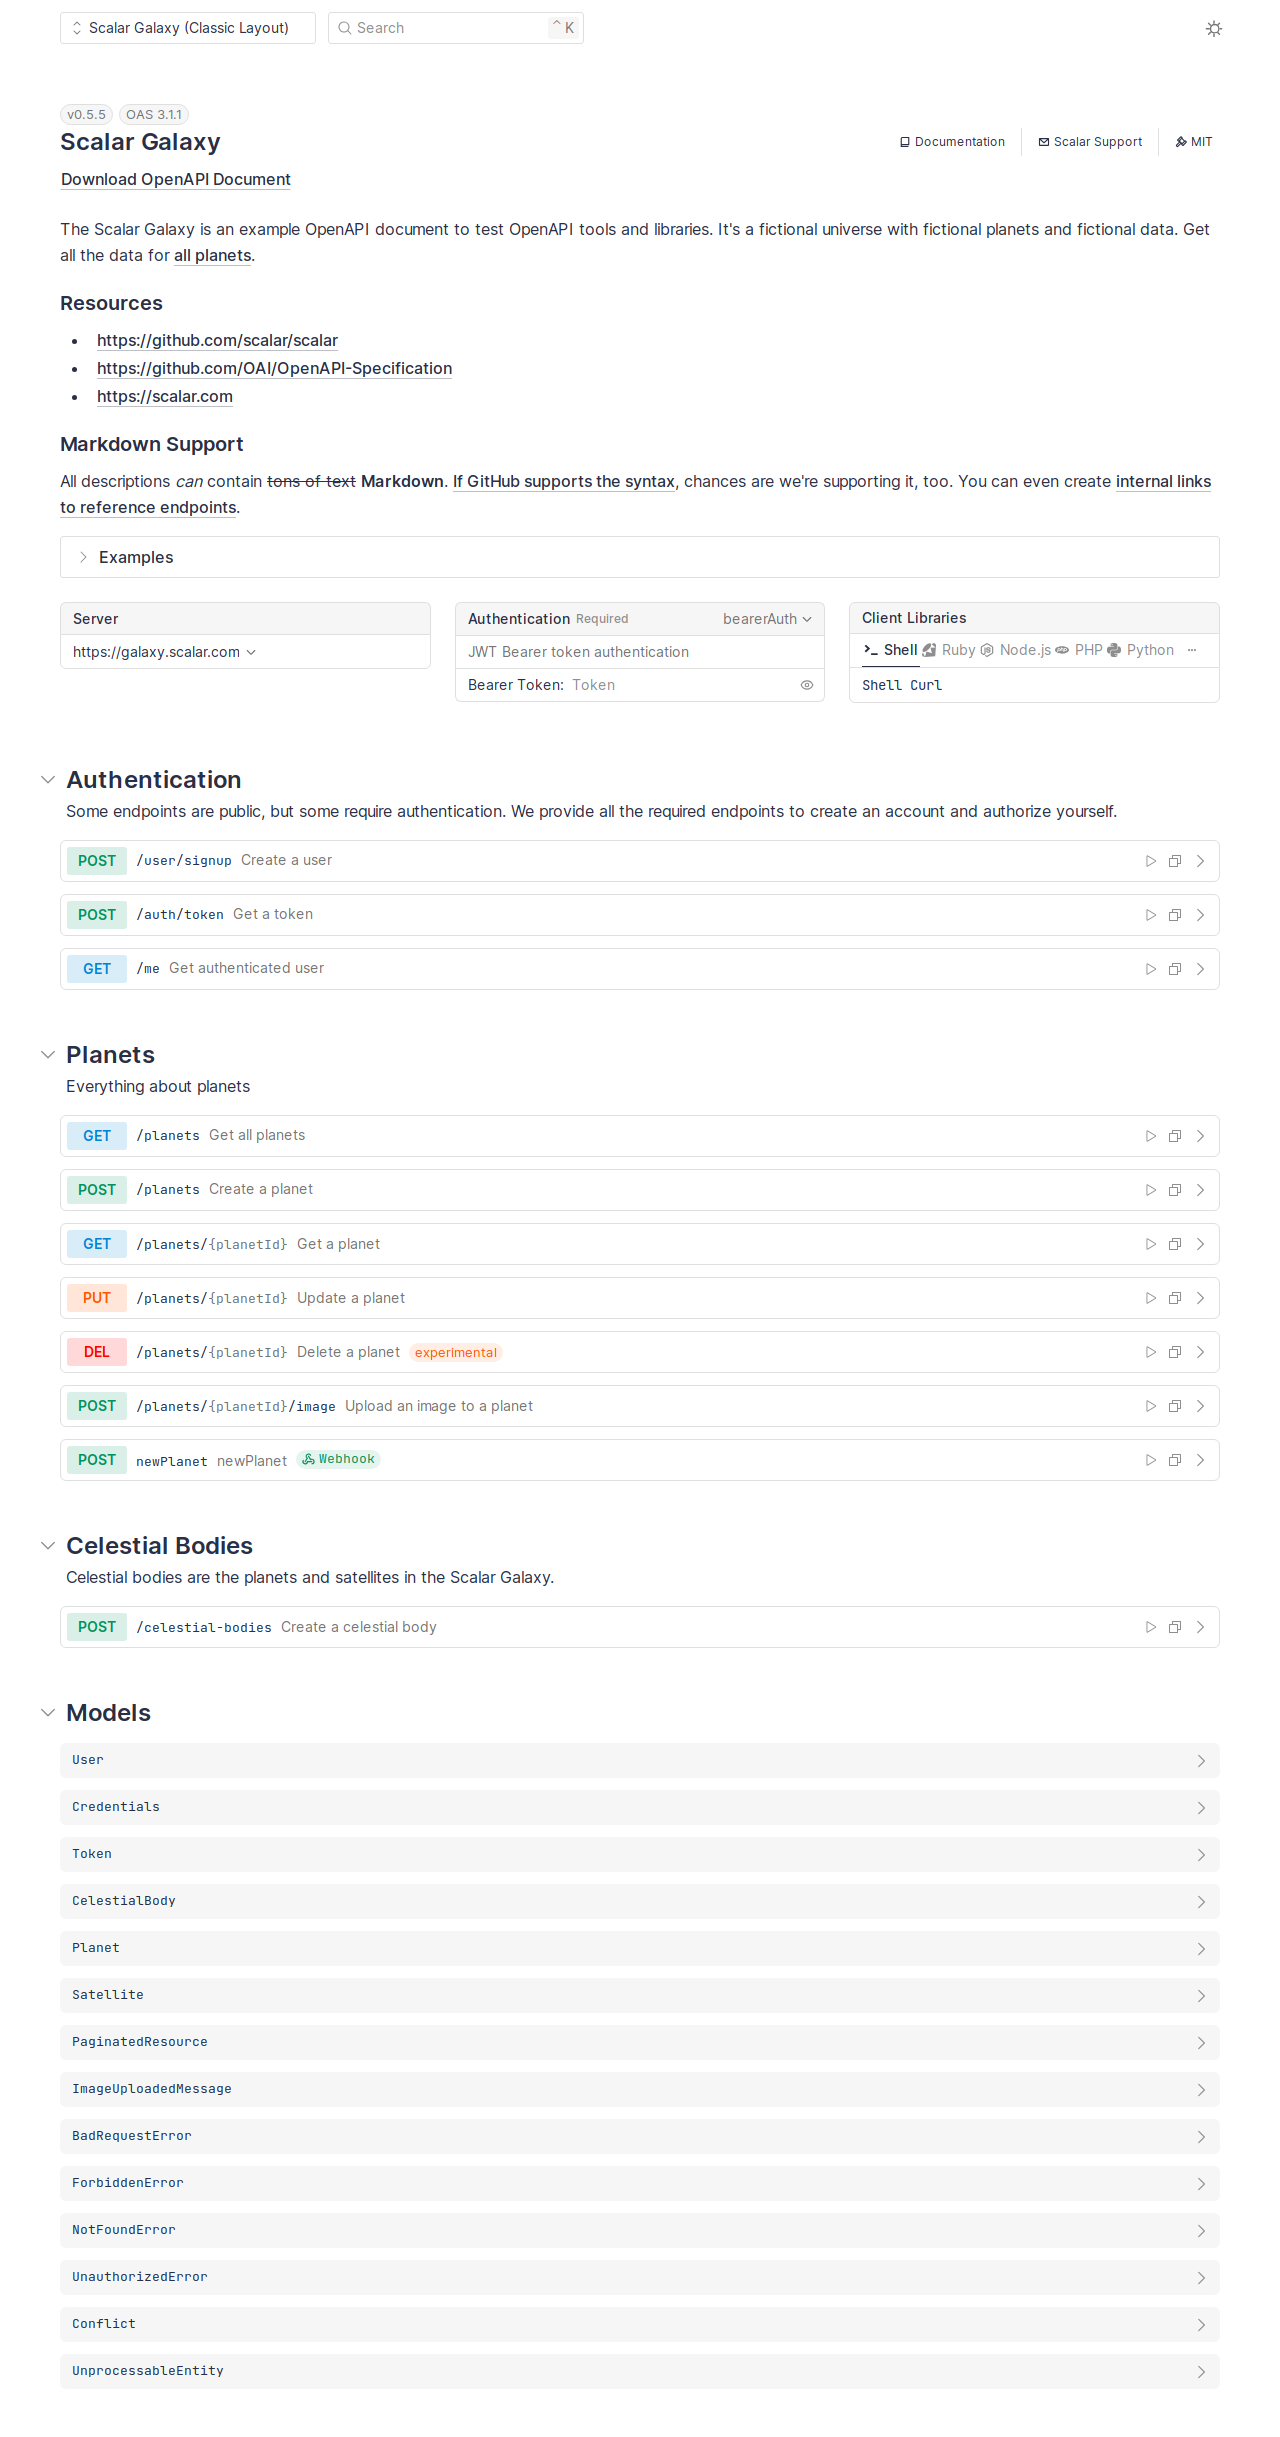 Scalar Galaxy (Classic Layout)
Search
^ K
v0.5.5
OAS 3.1.1
Scalar Galaxy
Documentation
Scalar Support
MIT
Download OpenAPI Document
The Scalar Galaxy is an example OpenAPI document to test OpenAPI tools and libraries. It's a fictional universe with fictional planets and fictional data. Get
all the data for all planets.
Resources
https://github.com/scalar/scalar
https://github.com/OAI/OpenAPI-Specification
https://scalar.com
Markdown Support
All descriptions can contain tons of text Markdown. If GitHub supports the syntax, chances are we're supporting it, too. You can even create internal links
to reference endpoints.
Examples
Server
https://galaxy.scalar.com
Authentication Required
bearerAuth
JWT Bearer token authentication
Bearer Token: Token
Client Libraries
Shell
Ruby
Node.js
PHP
Python
Shell Curl
Authentication
Some endpoints are public, but some require authentication. We provide all the required endpoints to create an account and authorize yourself.
POST /user/signup Create a user
POST /auth/token Get a token
GET /me Get authenticated user
Planets
Everything about planets
GET /planets Get all planets
POST /planets Create a planet
GET /planets/{planetId} Get a planet
PUT /planets/{planetId} Update a planet
DEL /planets/{planetId} Delete a planet experimental
POST /planets/{planetId}/image Upload an image to a planet
POST newPlanet newPlanet Webhook
Celestial Bodies
Celestial bodies are the planets and satellites in the Scalar Galaxy.
POST /celestial-bodies Create a celestial body
Models
User
Credentials
Token
CelestialBody
Planet
Satellite
PaginatedResource
ImageUploadedMessage
BadRequestError
ForbiddenError
NotFoundError
UnauthorizedError
Conflict
UnprocessableEntity